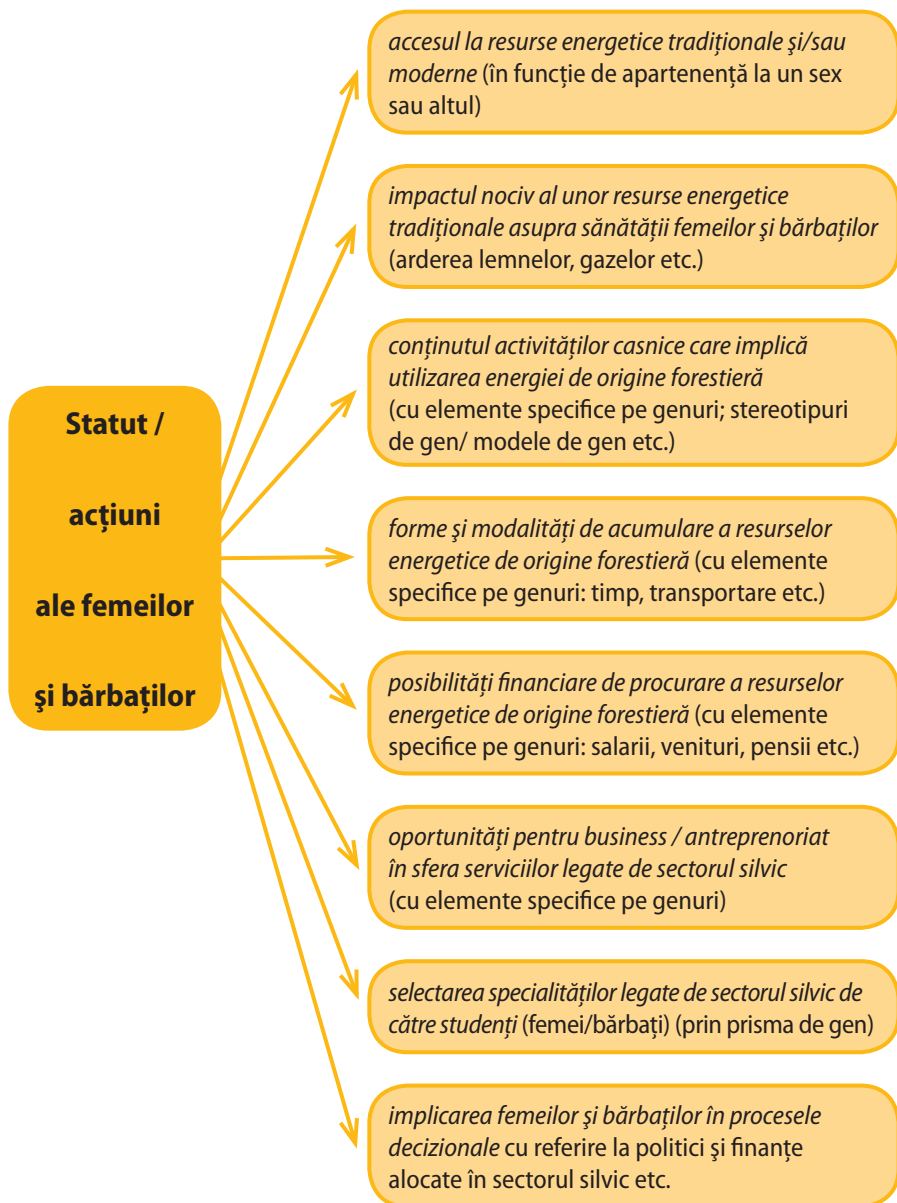 accesul la resurse energetice tradiționale şi/sau
moderne (în funcție de apartenență la un sex
sau altul)
impactul nociv al unor resurse energetice
tradiționale asupra sănătății femeilor şi bărbaților
(arderea lemnelor, gazelor etc.)
conținutul activităților casnice care implică
utilizarea energiei de origine forestieră
(cu elemente specifice pe genuri; stereotipuri
de gen/ modele de gen etc.)
Statut /
acțiuni
ale femeilor
şi bărbaților
forme şi modalități de acumulare a resurselor
energetice de origine forestieră (cu elemente
specifice pe genuri: timp, transportare etc.)
posibilități financiare de procurare a resurselor
energetice de origine forestieră (cu elemente
specifice pe genuri: salarii, venituri, pensii etc.)
oportunități pentru business / antreprenoriat
în sfera serviciilor legate de sectorul silvic
(cu elemente specifice pe genuri)
selectarea specialităților legate de sectorul silvic de
către studenți (femei/bărbați) (prin prisma de gen)
implicarea femeilor şi bărbaților în procesele
decizionale cu referire la politici şi finanțe
alocate în sectorul silvic etc.